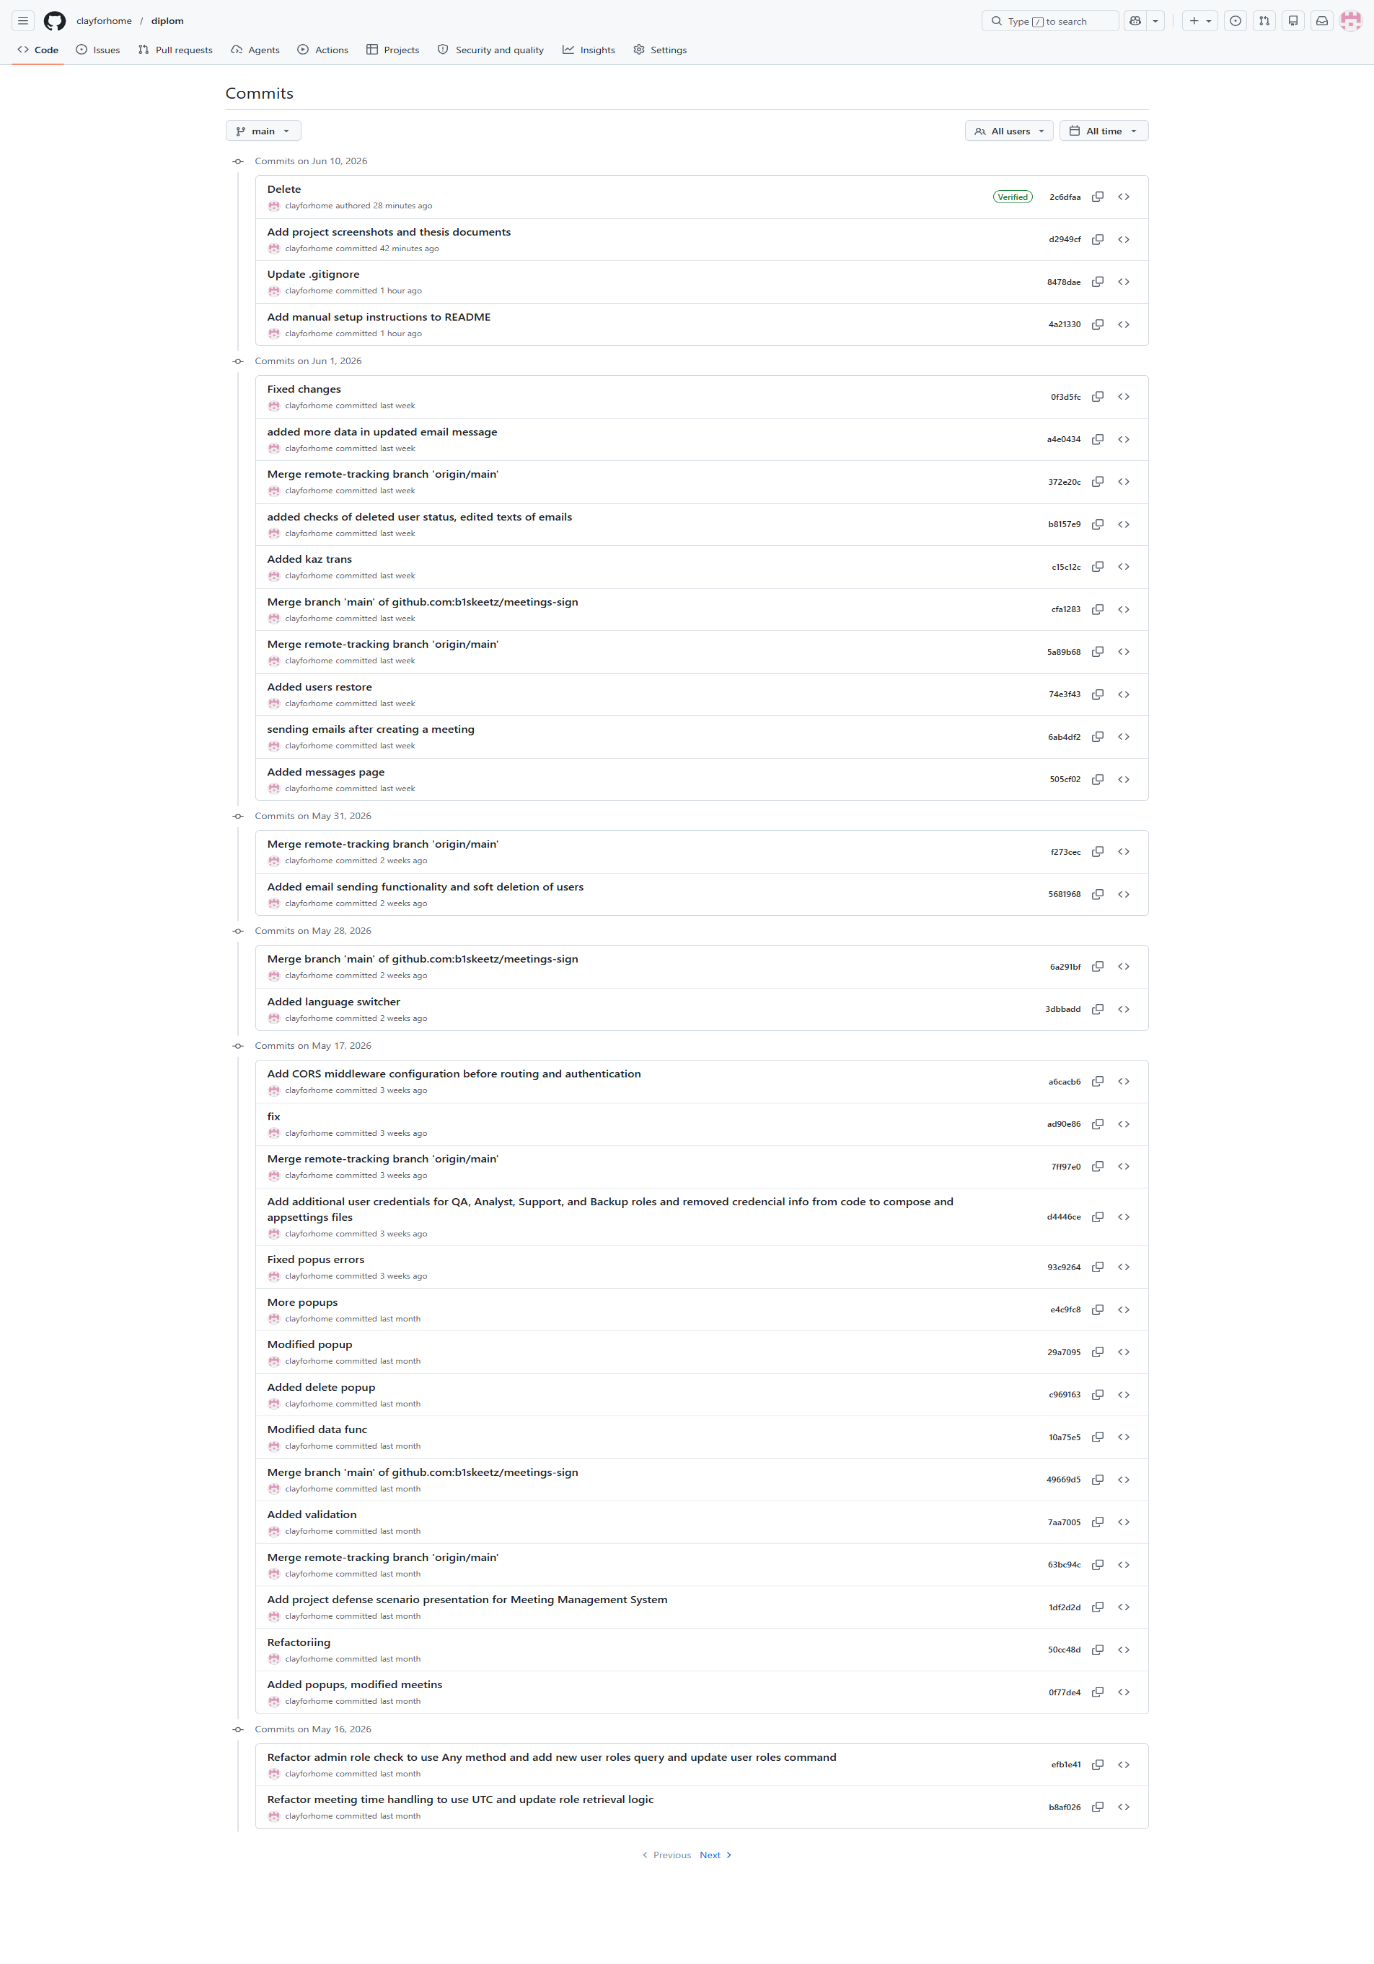 clayforhome / diplom
Type / to search
Code Issues Pull requests Agents Actions Projects Security and quality Insights Settings
Commits
main All users All time
Commits on Jun 10, 2026
Delete
clayforhome authored 28 minutes ago
Verified 2c6dfaa
Add project screenshots and thesis documents
clayforhome committed 42 minutes ago
d2949cf
Update .gitignore
clayforhome committed 1 hour ago
8478dae
Add manual setup instructions to README
clayforhome committed 1 hour ago
4a21330
Commits on Jun 1, 2026
Fixed changes
clayforhome committed last week
0f3d5fc
added more data in updated email message
clayforhome committed last week
a4e0434
Merge remote-tracking branch 'origin/main'
clayforhome committed last week
372e20c
added checks of deleted user status, edited texts of emails
clayforhome committed last week
b8157e9
Added kaz trans
clayforhome committed last week
c15c12c
Merge branch 'main' of github.com:b1skeetz/meetings-sign
clayforhome committed last week
cfa1283
Merge remote-tracking branch 'origin/main'
clayforhome committed last week
5a89b68
Added users restore
clayforhome committed last week
74e3f43
sending emails after creating a meeting
clayforhome committed last week
6ab4df2
Added messages page
clayforhome committed last week
505cf02
Commits on May 31, 2026
Merge remote-tracking branch 'origin/main'
clayforhome committed 2 weeks ago
f273cec
Added email sending functionality and soft deletion of users
clayforhome committed 2 weeks ago
5681968
Commits on May 28, 2026
Merge branch 'main' of github.com:b1skeetz/meetings-sign
clayforhome committed 2 weeks ago
6a291bf
Added language switcher
clayforhome committed 2 weeks ago
3dbbadd
Commits on May 17, 2026
Add CORS middleware configuration before routing and authentication
clayforhome committed 3 weeks ago
a6cacb6
fix
clayforhome committed 3 weeks ago
ad90e86
Merge remote-tracking branch 'origin/main'
clayforhome committed 3 weeks ago
7ff97e0
Add additional user credentials for QA, Analyst, Support, and Backup roles and removed credencial info from code to compose and
appsettings files
clayforhome committed 3 weeks ago
d4446ce
Fixed popus errors
clayforhome committed 3 weeks ago
93c9264
More popups
clayforhome committed last month
e4c9fc8
Modified popup
clayforhome committed last month
29a7095
Added delete popup
clayforhome committed last month
c969163
Modified data func
clayforhome committed last month
10a75e5
Merge branch 'main' of github.com:b1skeetz/meetings-sign
clayforhome committed last month
49669d5
Added validation
clayforhome committed last month
7aa7005
Merge remote-tracking branch 'origin/main'
clayforhome committed last month
63bc94c
Add project defense scenario presentation for Meeting Management System
clayforhome committed last month
1df2d2d
Refactoriing
clayforhome committed last month
50cc48d
Added popups, modified meetins
clayforhome committed last month
0f77de4
Commits on May 16, 2026
Refactor admin role check to use Any method and add new user roles query and update user roles command
clayforhome committed last month
efb1e41
Refactor meeting time handling to use UTC and update role retrieval logic
clayforhome committed last month
b8af026
Previous Next